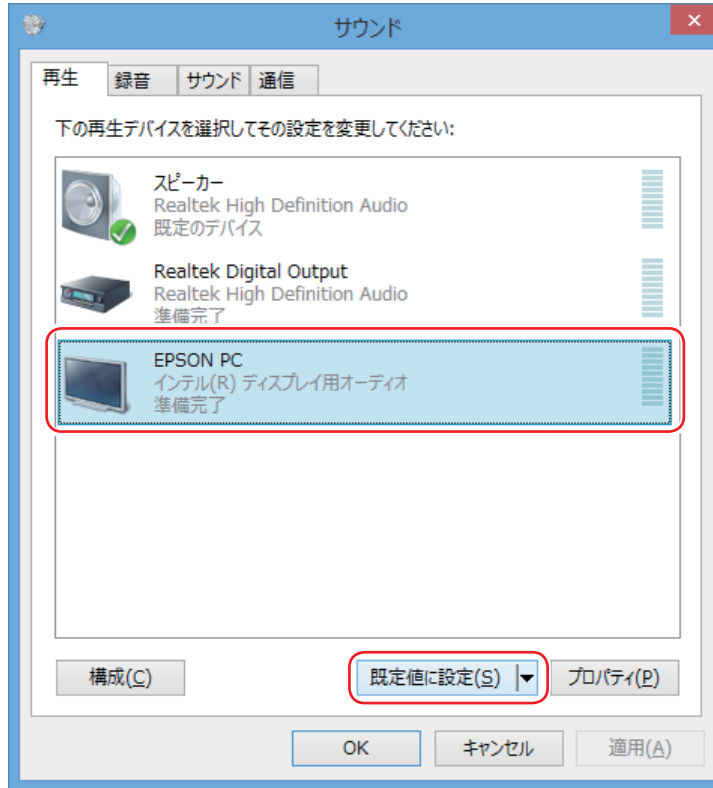 サウンド
再生 録音 サウンド 通信
下の再生デバイスを選択してその設定を変更してください:
スピーカー
Realtek High Definition Audio
既定のデバイス
Realtek Digital Output
Realtek High Definition Audio
準備完了
EPSON PC
インテル(R) ディスプレイ用オーディオ
準備完了
構成(C) 既定値に設定(S) プロパティ(P)
OK キャンセル 適用(A)